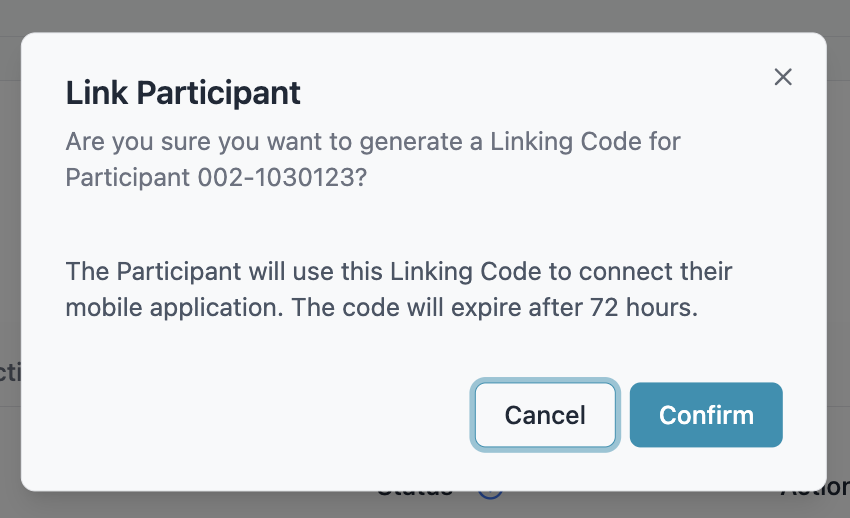 Link Participant
Are you sure you want to generate a Linking Code for
Participant 002-1030123?
The Participant will use this Linking Code to connect their
mobile application. The code will expire after 72 hours.
Cancel
Confirm
Status